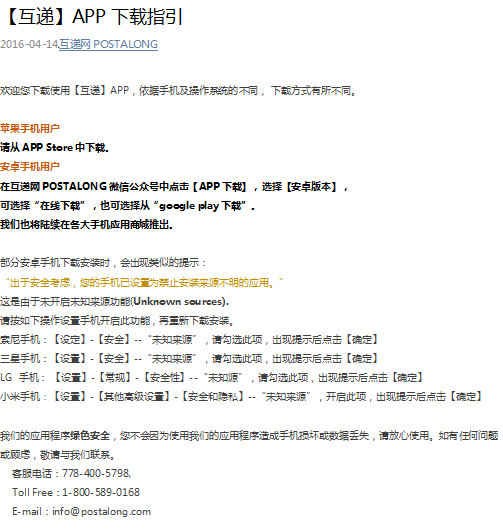 【互递】APP 下载指引
2016-04-14.互递网 POSTALONG
欢迎您下载使用【互递】APP，依据手机及操作系统的不同， 下载方式有所不同。
苹果手机用户
请从 APP Store 中下载。
安卓手机用户
在互递网 POSTALONG 微信公众号中点击【APP 下载】，选择【安卓版本】，
可选择“在线下载”，也可选择从“google play 下载”。
我们也将陆续在各大手机应用商城推出。
部分安卓手机下载安装时，会出现类似的提示：
“出于安全考虑，您的手机已设置为禁止安装来源不明的应用。”
这是由于未开启未知来源功能(Unknown sources).
请按如下操作设置手机开启此功能，再重新下载安装。
索尼手机：【设定】-【安全】--“未知来源”，请勾选此项，出现提示后点击【确定】
三星手机：【设置】-【安全】--“未知来源”，请勾选此项，出现提示后点击【确定】
LG 手机： 【设置】-【常规】-【安全性】--“未知源”，请勾选此项，出现提示后点击【确定】
小米手机：【设置】-【其他高级设置】-【安全和隐私】--“未知来源”，开启此项，出现提示后点击【确定】
我们的应用程序绿色安全，您不会因为使用我们的应用程序造成手机损坏或数据丢失，请放心使用。如有任何问题
或顾虑，敬请与我们联系。
客服电话：778-400-5798,
Toll Free：1-800-589-0168
E-mail：info@postalong.com